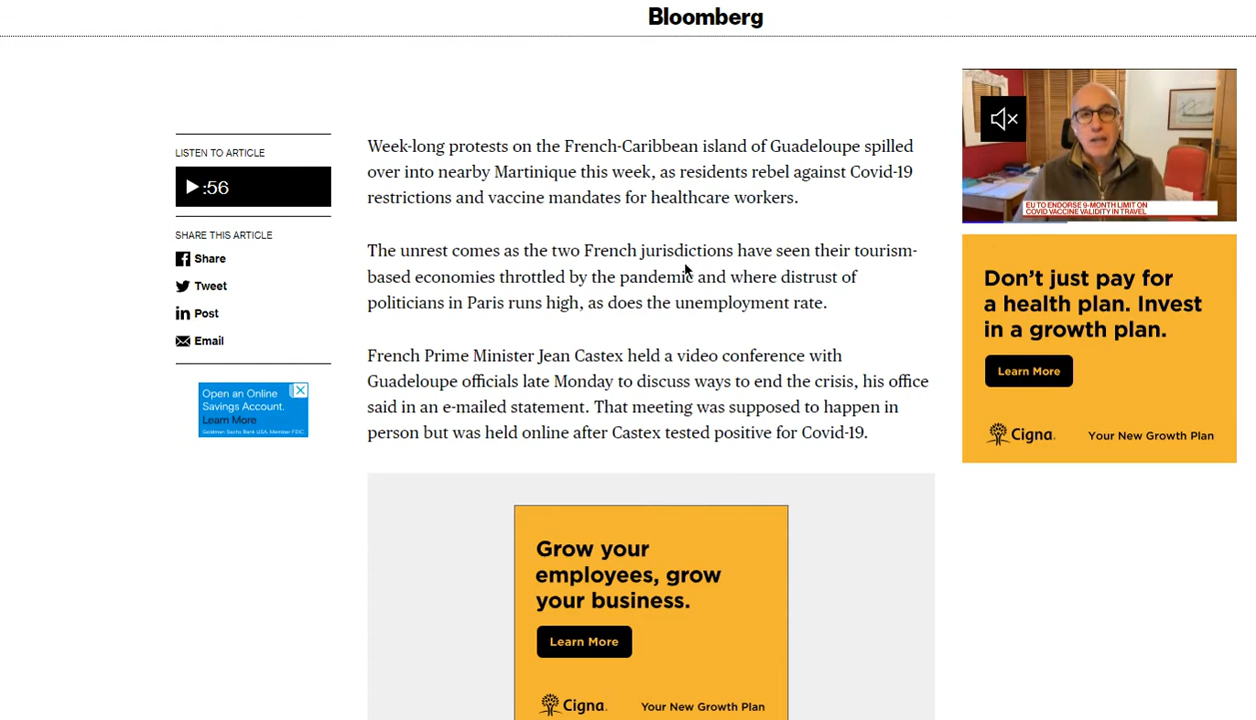 Bloomberg
LISTEN TO ARTICLE
:56
SHARE THIS ARTICLE
Share
Tweet
Post
Email
Open an Online
Savings Account.
Learn More
Goldman Sachs Bank USA. Member FDIC.
Week-long protests on the French-Caribbean island of Guadeloupe spilled
over into nearby Martinique this week, as residents rebel against Covid-19
restrictions and vaccine mandates for healthcare workers.
The unrest comes as the two French jurisdictions have seen their tourism-
based economies throttled by the pandemic and where distrust of
politicians in Paris runs high, as does the unemployment rate.
French Prime Minister Jean Castex held a video conference with
Guadeloupe officials late Monday to discuss ways to end the crisis, his office
said in an e-mailed statement. That meeting was supposed to happen in
person but was held online after Castex tested positive for Covid-19.
Grow your
employees, grow
your business.
Learn More
Cigna.
Your New Growth Plan
EU TO ENDORSE 9-MONTH LIMIT ON
COVID VACCINE VALIDITY IN TRAVEL
Don't just pay for
a health plan. Invest
in a growth plan.
Learn More
Cigna.
Your New Growth Plan